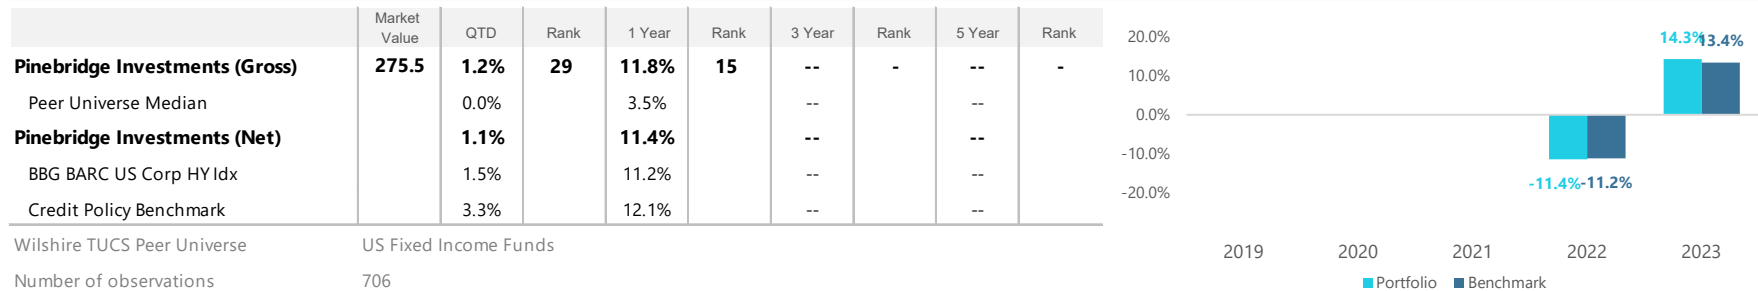 Market Value QTD Rank 1 Year Rank 3 Year Rank 5 Year Rank
Pinebridge Investments (Gross) 275.5 1.2% 29 11.8% 15 -- - -- -
Peer Universe Median 0.0% 3.5% -- --
Pinebridge Investments (Net) 1.1% 11.4% -- --
BBG BARC US Corp HY Idx 1.5% 11.2% -- --
Credit Policy Benchmark 3.3% 12.1% -- --
Wilshire TUCS Peer Universe US Fixed Income Funds
Number of observations 706
20.0%
10.0%
0.0%
-10.0%
-20.0%
14.3% 13.4%
-11.4% -11.2%
2019 2020 2021 2022 2023
Portfolio Benchmark